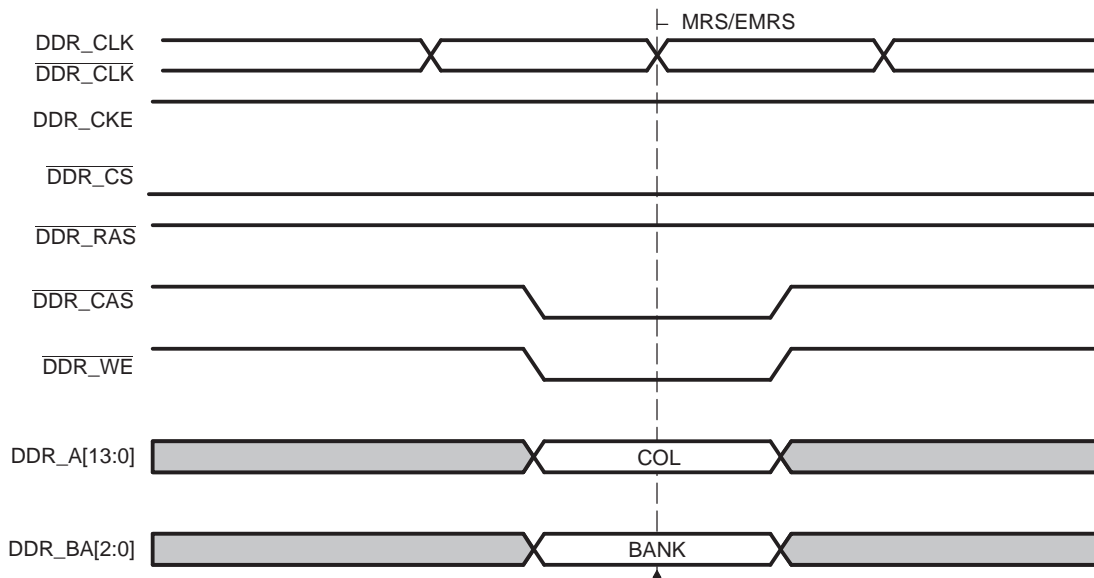 MRS/EMRS
DDR_CLK
DDR_CLK
DDR_CKE
DDR_CS
DDR_RAS
DDR_CAS
DDR_WE
DDR_A[13:0]
COL
DDR_BA[2:0]
BANK